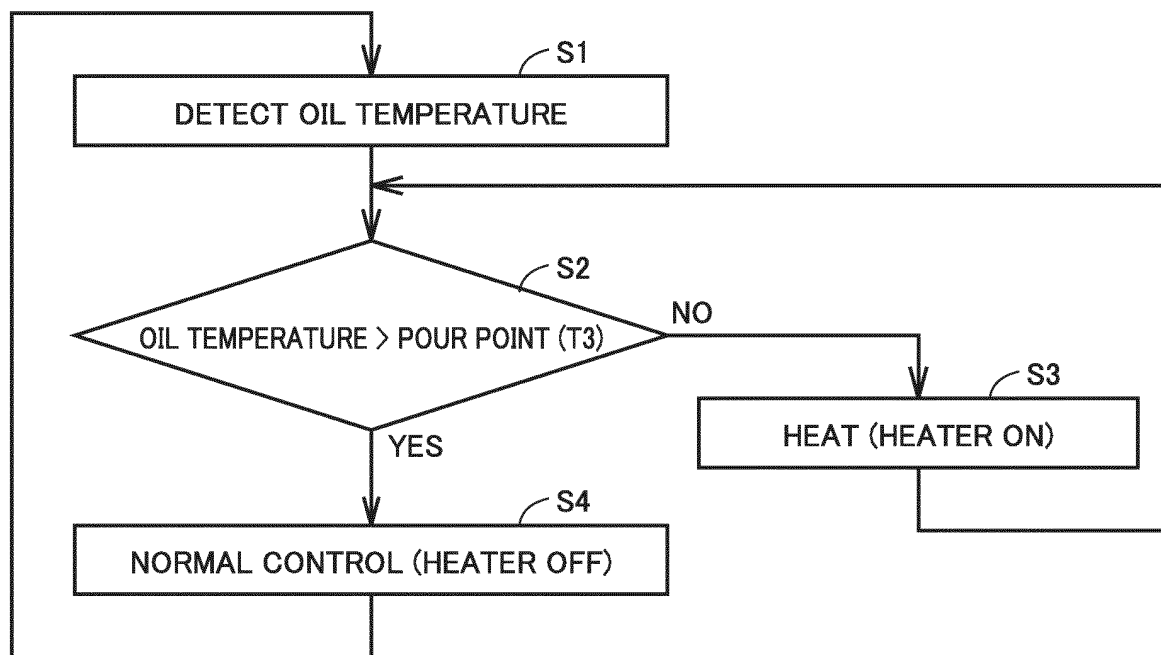 S1
DETECT OIL TEMPERATURE
S2
OIL TEMPERATURE > POUR POINT (T3)
NO
S3
HEAT (HEATER ON)
YES
S4
NORMAL CONTROL (HEATER OFF)